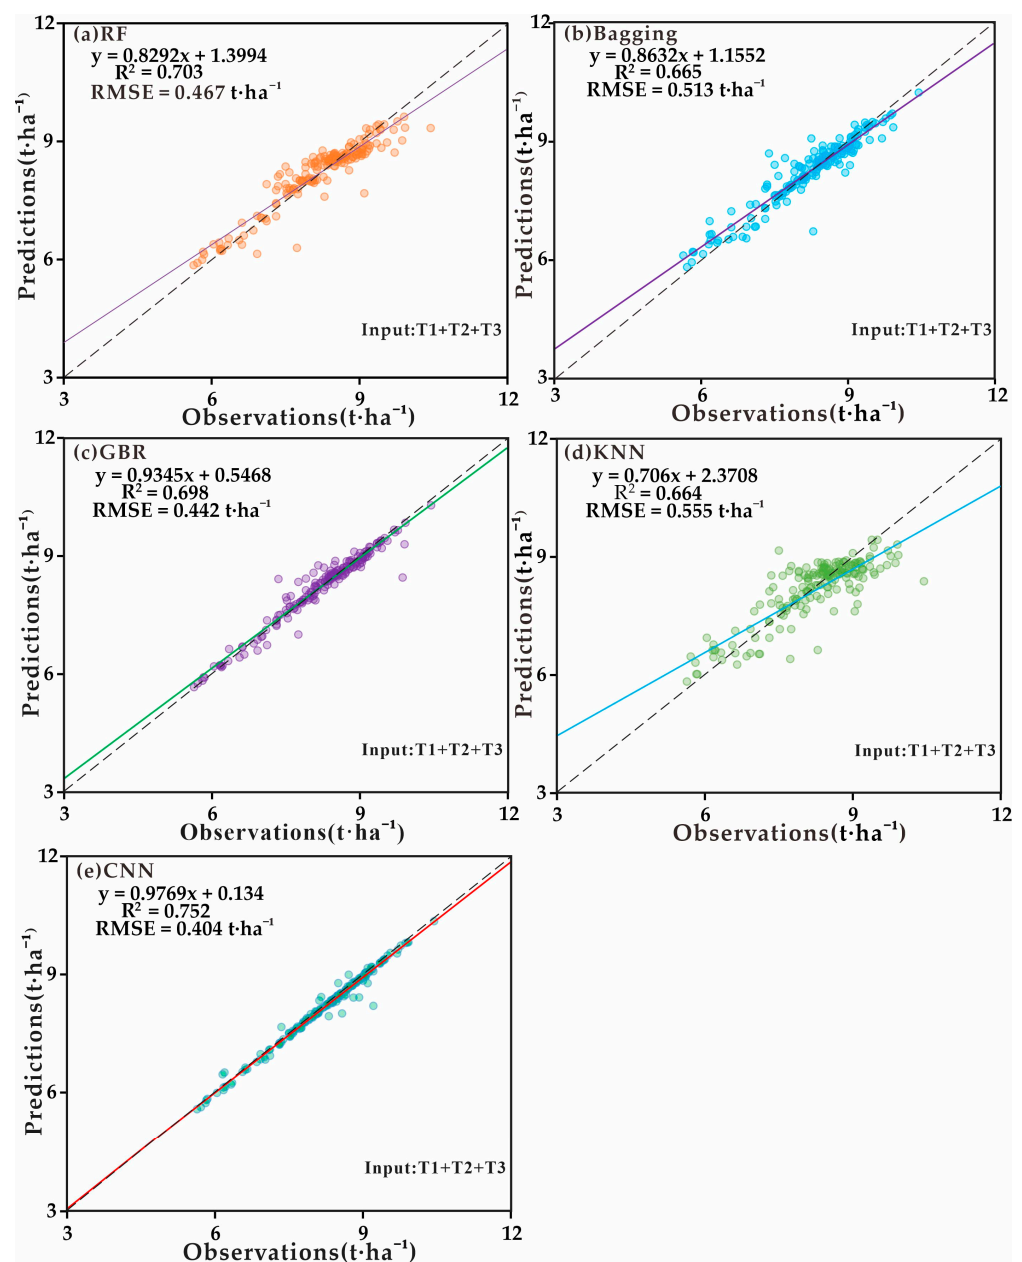 (a)RF
y = 0.8292x + 1.3994
R² = 0.703
RMSE = 0.467 t·ha⁻¹
12
9
6
3
Predictions(t·ha⁻¹)
Input:T1+T2+T3
3 6 9 12
Observations(t·ha⁻¹)
(b)Bagging
y = 0.8632x + 1.1552
R² = 0.665
RMSE = 0.513 t·ha⁻¹
12
9
6
3
Predictions(t·ha⁻¹)
Input:T1+T2+T3
3 6 9 12
Observations(t·ha⁻¹)
(c)GBR
y = 0.9345x + 0.5468
R² = 0.698
RMSE = 0.442 t·ha⁻¹
12
9
6
3
Predictions(t·ha⁻¹)
Input:T1+T2+T3
3 6 9 12
Observations(t·ha⁻¹)
(d)KNN
y = 0.706x + 2.3708
R² = 0.664
RMSE = 0.555 t·ha⁻¹
12
9
6
3
Predictions(t·ha⁻¹)
Input:T1+T2+T3
3 6 9 12
Observations(t·ha⁻¹)
(e)CNN
y = 0.9769x + 0.134
R² = 0.752
RMSE = 0.404 t·ha⁻¹
12
9
6
3
Predictions(t·ha⁻¹)
Input:T1+T2+T3
3 6 9 12
Observations(t·ha⁻¹)